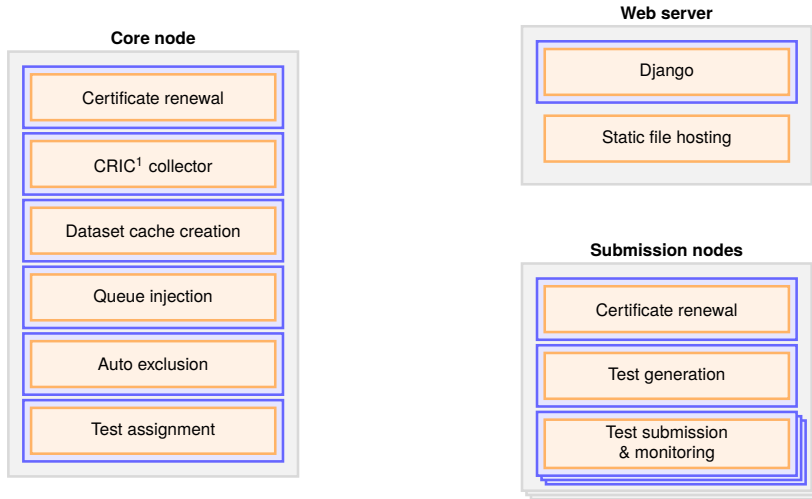 Core node
Certificate renewal
CRIC¹ collector
Dataset cache creation
Queue injection
Auto exclusion
Test assignment
Web server
Django
Static file hosting
Submission nodes
Certificate renewal
Test generation
Test submission
& monitoring